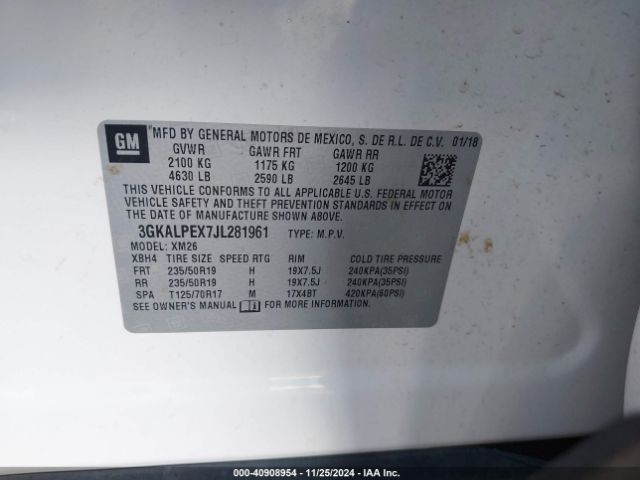 GM MFD BY GENERAL MOTORS DE MEXICO, S. DE R.L. DE C.V. 01/18
GVWR GAWR FRT GAWR RR
2100 KG 1175 KG 1200 KG
4630 LB 2590 LB 2645 LB
THIS VEHICLE CONFORMS TO ALL APPLICABLE U.S. FEDERAL MOTOR
VEHICLE SAFETY AND THEFT PREVENTION STANDARDS IN EFFECT ON
THE DATE OF MANUFACTURE SHOWN ABOVE.
3GKALPEX7JL281961 TYPE: M.P.V.
MODEL: XM26
XBH4 TIRE SIZE SPEED RTG RIM COLD TIRE PRESSURE
FRT 235/50R19 H 19X7.5J 240KPA(35PSI)
RR 235/50R19 H 19X7.5J 240KPA(35PSI)
SPA T125/70R17 M 17X4BT 420KPA(60PSI)
SEE OWNER'S MANUAL FOR MORE INFORMATION.
000-40908954 - 11/25/2024 - IAAI.COM